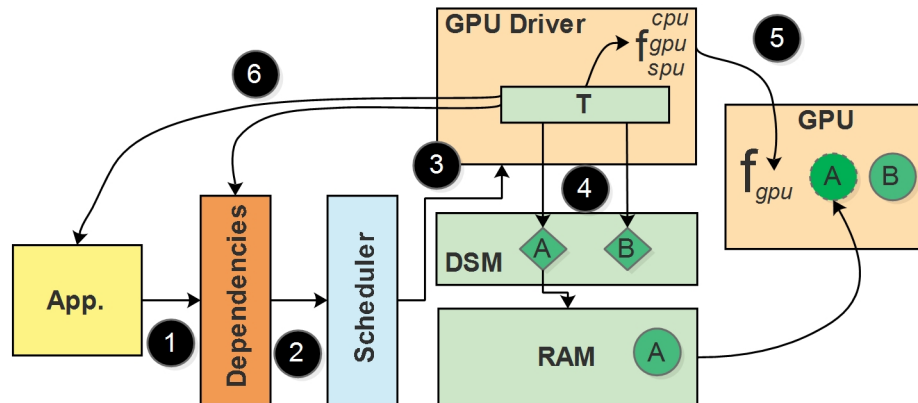 GPU Driver
cpu
f gpu
spu
5
6
T
GPU
3
4
f gpu
A
B
Dependencies
Scheduler
DSM
A
B
App.
1
2
RAM
A